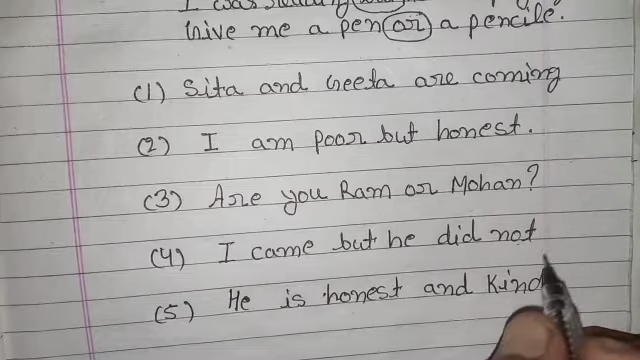 I was
Give me a pen or a pencile.
(1) Sita and Geeta are coming
(2) I am poor but honest.
(3) Are you Ram or Mohan?
(4) I came but he did not
(5) He is honest and Kind